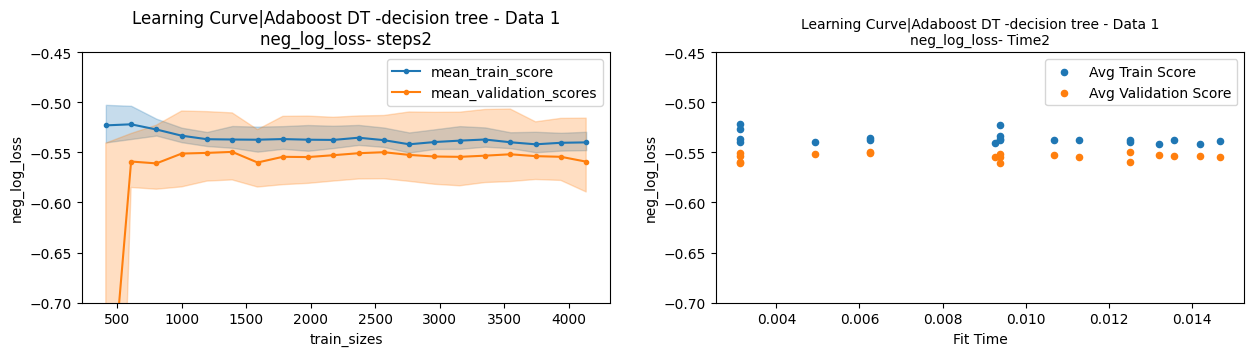 Learning Curve|Adaboost DT -decision tree - Data 1
neg_log_loss- steps2
−0.45
−0.50
−0.55
−0.60
−0.65
−0.70
neg_log_loss
mean_train_score
mean_validation_scores
500
1000
1500
2000
2500
3000
3500
4000
train_sizes
Learning Curve|Adaboost DT -decision tree - Data 1
neg_log_loss- Time2
−0.45
−0.50
−0.55
−0.60
−0.65
−0.70
neg_log_loss
Avg Train Score
Avg Validation Score
0.004
0.006
0.008
0.010
0.012
0.014
Fit Time